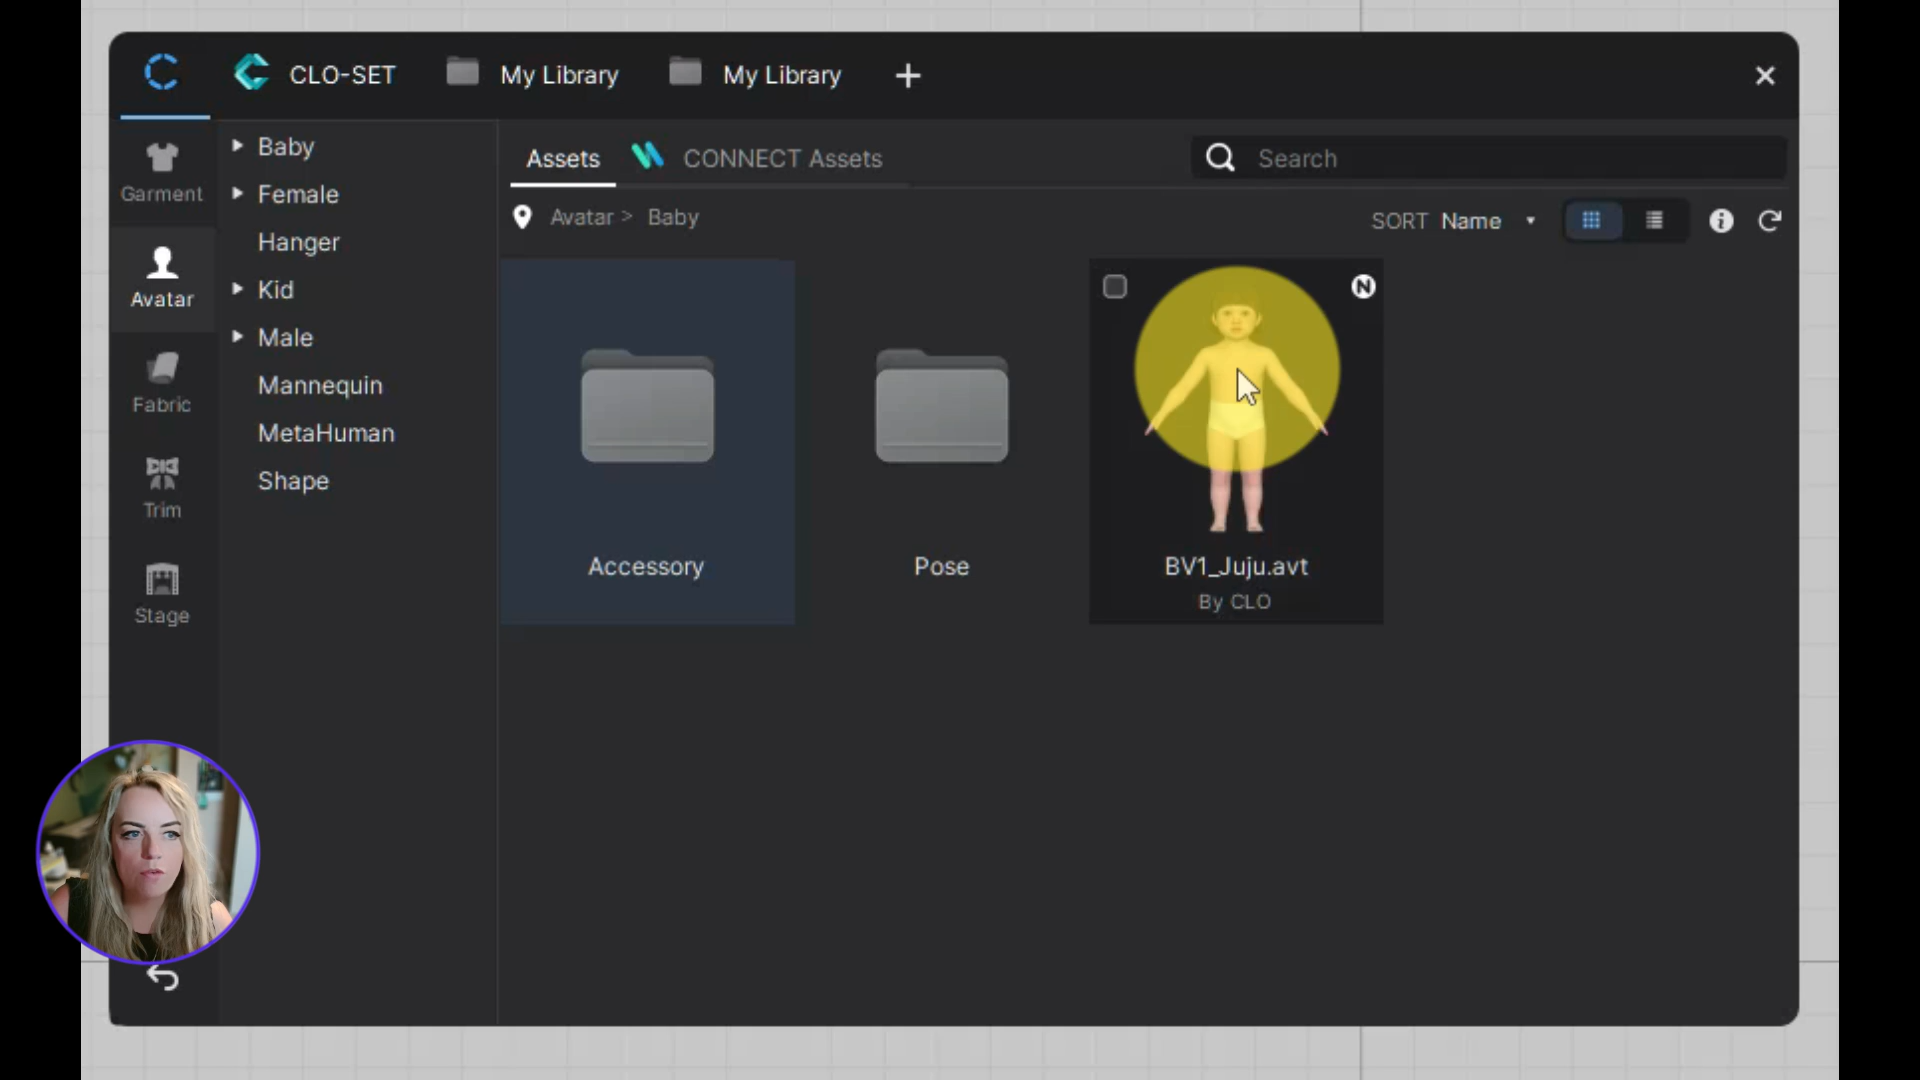 CLO-SET
My Library
My Library
Garment
Avatar
Fabric
Trim
Stage
Baby
Female
Hanger
Kid
Male
Mannequin
MetaHuman
Shape
Assets
CONNECT Assets
Search
Avatar > Baby
SORT Name
N
Accessory
Pose
BV1_Juju.avt
By CLO